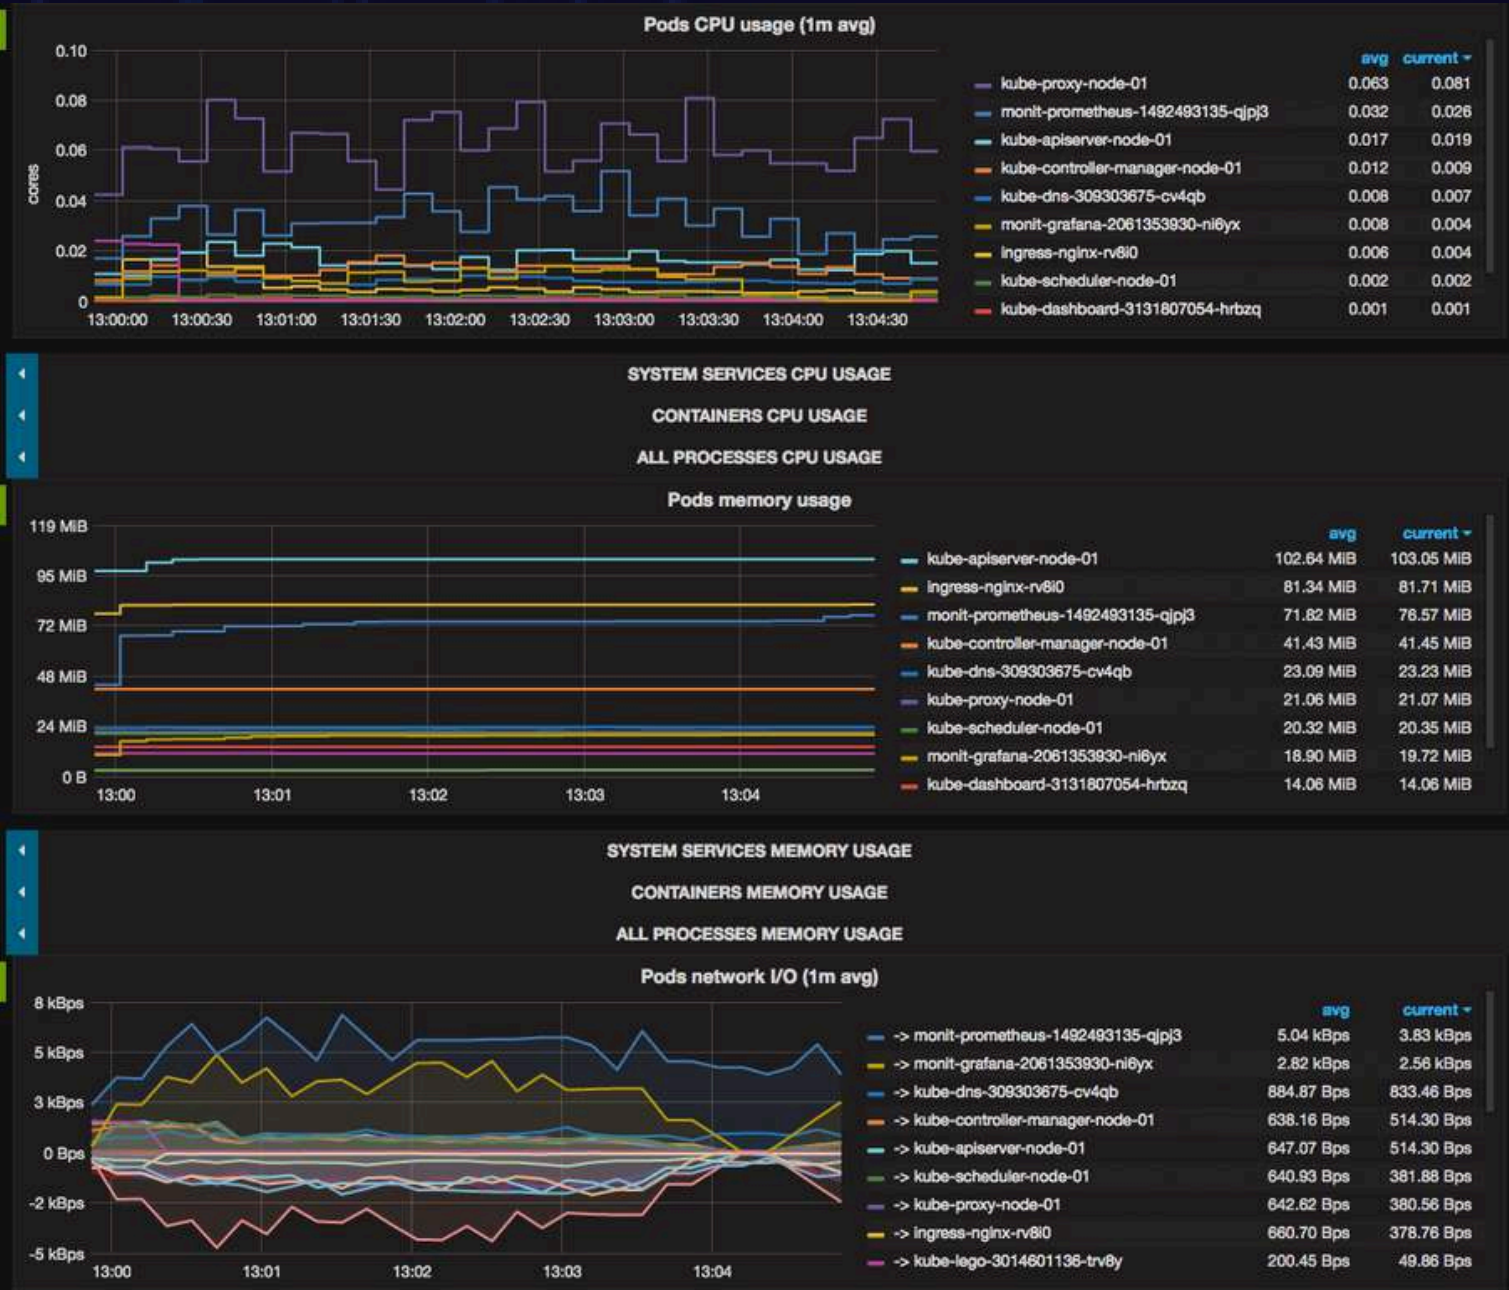 Pods CPU usage (1m avg)
cores
0.10
0.08
0.06
0.04
0.02
0
13:00:00 13:00:30 13:01:00 13:01:30 13:02:00 13:02:30 13:03:00 13:03:30 13:04:00 13:04:30
avg current
kube-proxy-node-01 0.063 0.081
monit-prometheus-1492493135-qjpj3 0.032 0.026
kube-apiserver-node-01 0.017 0.019
kube-controller-manager-node-01 0.012 0.009
kube-dns-309303675-cv4qb 0.008 0.007
monit-grafana-2061353930-ni6yx 0.008 0.004
ingress-nginx-rv8i0 0.006 0.004
kube-scheduler-node-01 0.002 0.002
kube-dashboard-3131807054-hrbzq 0.001 0.001
SYSTEM SERVICES CPU USAGE
CONTAINERS CPU USAGE
ALL PROCESSES CPU USAGE
Pods memory usage
119 MiB
95 MiB
72 MiB
48 MiB
24 MiB
0 B
13:00 13:01 13:02 13:03 13:04
avg current
kube-apiserver-node-01 102.64 MiB 103.05 MiB
ingress-nginx-rv8i0 81.34 MiB 81.71 MiB
monit-prometheus-1492493135-qjpj3 71.82 MiB 76.57 MiB
kube-controller-manager-node-01 41.43 MiB 41.45 MiB
kube-dns-309303675-cv4qb 23.09 MiB 23.23 MiB
kube-proxy-node-01 21.06 MiB 21.07 MiB
kube-scheduler-node-01 20.32 MiB 20.35 MiB
monit-grafana-2061353930-ni6yx 18.90 MiB 19.72 MiB
kube-dashboard-3131807054-hrbzq 14.06 MiB 14.06 MiB
SYSTEM SERVICES MEMORY USAGE
CONTAINERS MEMORY USAGE
ALL PROCESSES MEMORY USAGE
Pods network I/O (1m avg)
8 kBps
5 kBps
3 kBps
0 Bps
-2 kBps
-5 kBps
13:00 13:01 13:02 13:03 13:04
avg current
-> monit-prometheus-1492493135-qjpj3 5.04 kBps 3.83 kBps
-> monit-grafana-2061353930-ni6yx 2.82 kBps 2.56 kBps
-> kube-dns-309303675-cv4qb 884.87 Bps 833.46 Bps
-> kube-controller-manager-node-01 638.16 Bps 514.30 Bps
-> kube-apiserver-node-01 647.07 Bps 514.30 Bps
-> kube-scheduler-node-01 640.93 Bps 381.88 Bps
-> kube-proxy-node-01 642.62 Bps 380.56 Bps
-> ingress-nginx-rv8i0 660.70 Bps 378.76 Bps
-> kube-lego-3014601136-trv8y 200.45 Bps 49.86 Bps